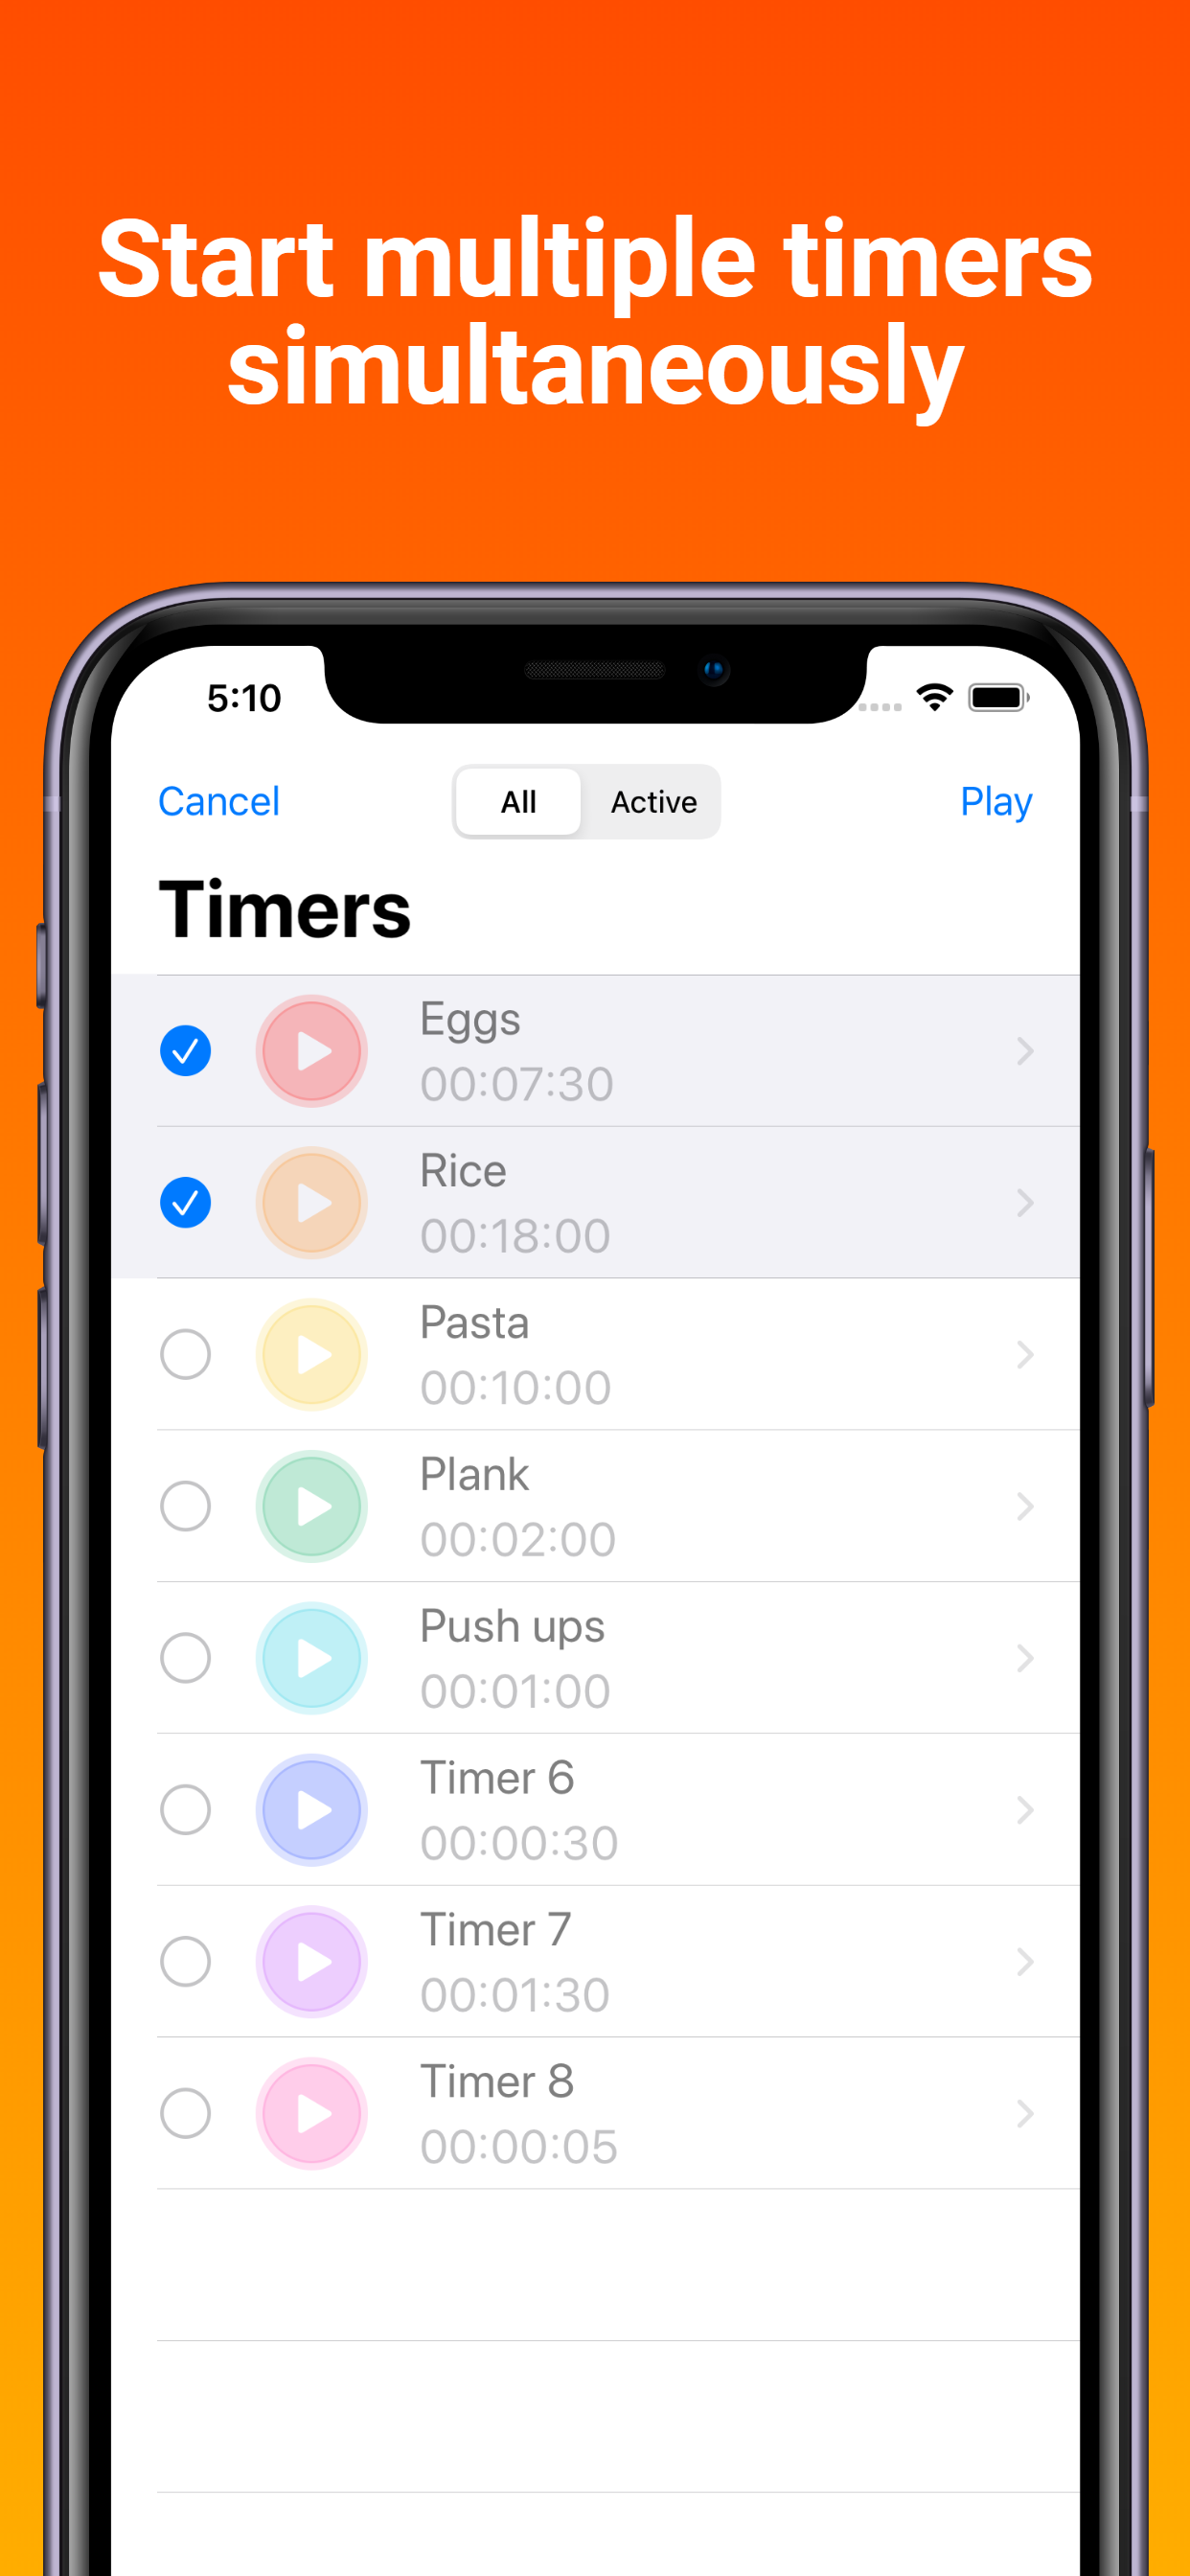 Start multiple timers
simultaneously
5:10
Cancel All Active Play
Timers
Eggs
00:07:30
Rice
00:18:00
Pasta
00:10:00
Plank
00:02:00
Push ups
00:01:00
Timer 6
00:00:30
Timer 7
00:01:30
Timer 8
00:00:05